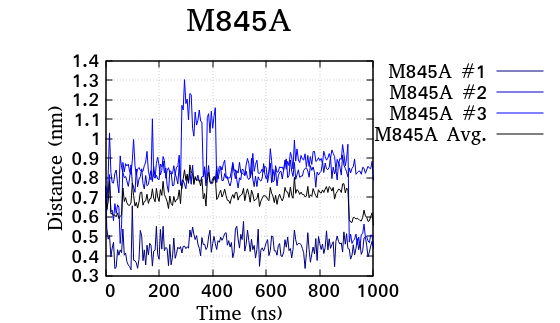 M845A
1.4
1.3
1.2
1.1
1
0.9
0.8
0.7
0.6
0.5
0.4
0.3
Distance (nm)
0 200 400 600 800 1000
Time (ns)
M845A #1
M845A #2
M845A #3
M845A Avg.